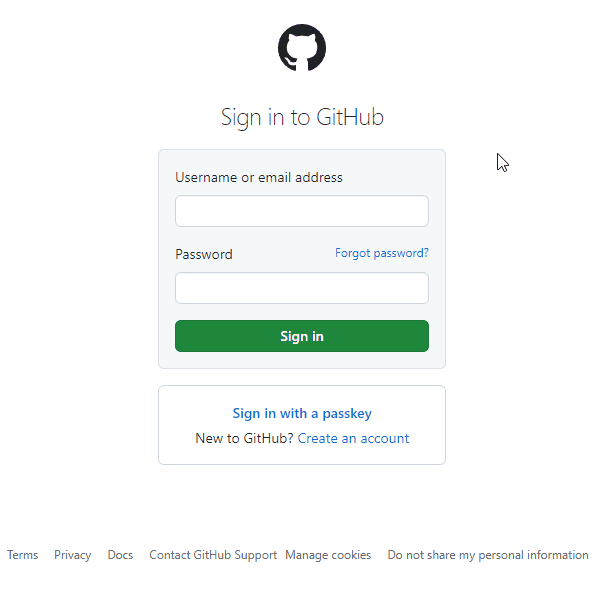 Sign in to GitHub
Username or email address
Password Forgot password?
Sign in
Sign in with a passkey
New to GitHub? Create an account
Terms Privacy Docs Contact GitHub Support Manage cookies Do not share my personal information